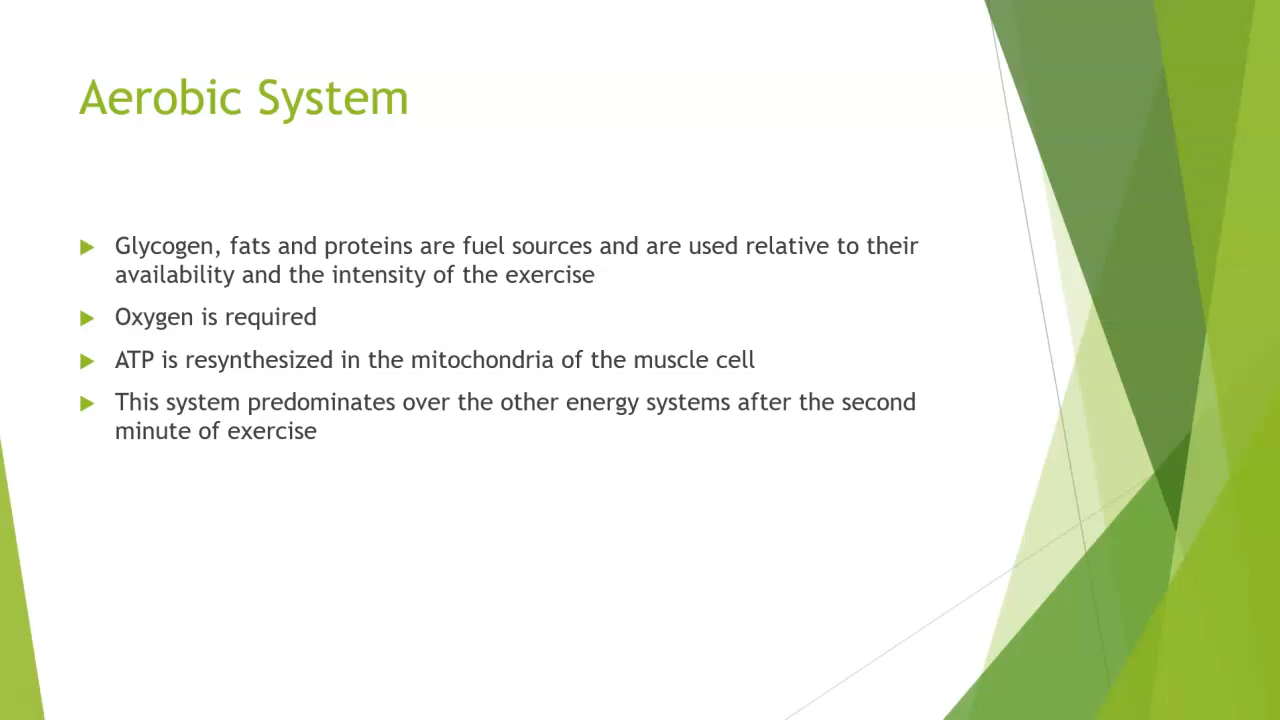 Aerobic System
Glycogen, fats and proteins are fuel sources and are used relative to their
availability and the intensity of the exercise
Oxygen is required
ATP is resynthesized in the mitochondria of the muscle cell
This system predominates over the other energy systems after the second
minute of exercise